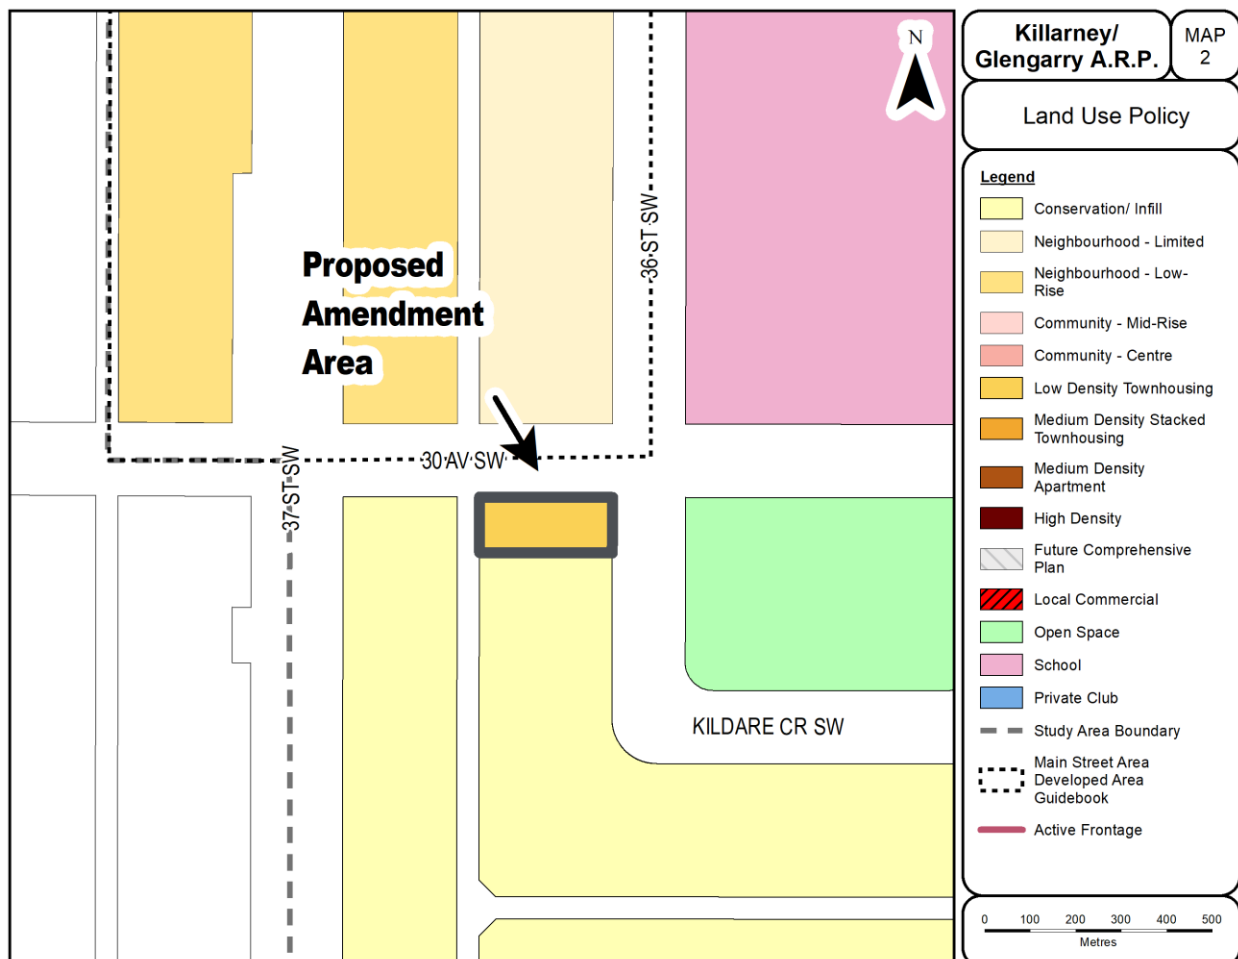 Killarney/
Glengarry A.R.P.
MAP
2
Land Use Policy
N
36 ST SW
Proposed
Amendment
Area
30 AV SW
37 ST SW
KILDARE CR SW
Legend
Conservation/ Infill
Neighbourhood - Limited
Neighbourhood - Low-
Rise
Community - Mid-Rise
Community - Centre
Low Density Townhousing
Medium Density Stacked
Townhousing
Medium Density
Apartment
High Density
Future Comprehensive
Plan
Local Commercial
Open Space
School
Private Club
Study Area Boundary
Main Street Area
Developed Area
Guidebook
Active Frontage
0 100 200 300 400 500
Metres